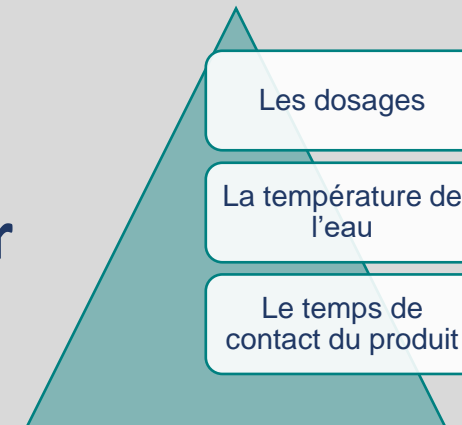 r
Les dosages
La température de
l'eau
Le temps de
contact du produit